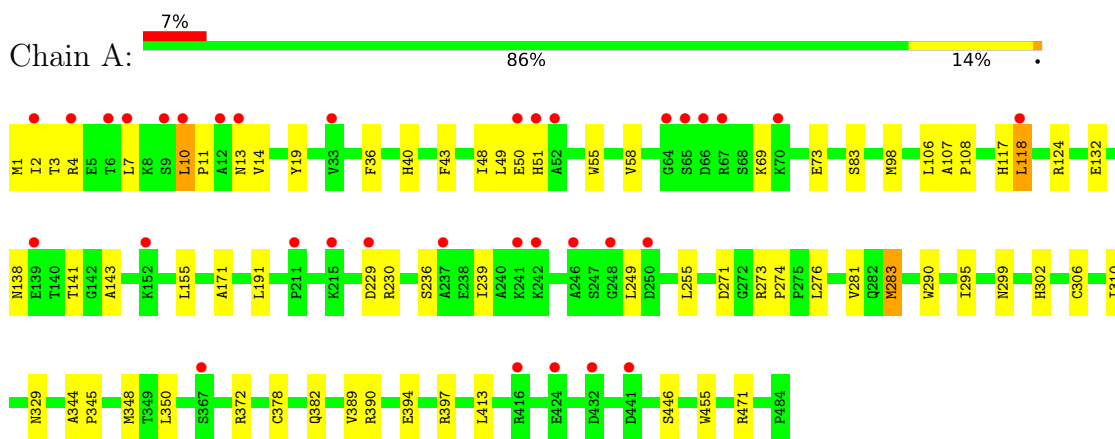 7%
Chain A:
86% 14% •
M1 I2 T3 R4 E5 T6 L7 K8 S9 L10 P11 A12 N13 V14 Y19 V33 F36 H40 F43 I48 L49 E50 H51 A52 W55 V58 G64 S65 D66 R67 S68 K69 K70 E73 S83 M98 L106 A107 P108 H117 L118 R124 E132
N138 E139 T140 T141 G142 A143 K152 L155 A171 L191 P211 K215 D229 R230 S236 A237 E238 I239 A240 K241 K242 A246 S247 G248 L249 D250 L255 D271 G272 R273 P274 P275 L276 V281 Q282 M283 W290 I295 N299 H302 C306
N329 A344 P345 M348 T349 L350 S367 R372 C378 Q382 V389 R390 E394 R397 L413 R416 E424 D432 D441 S446 W455 R471 P484